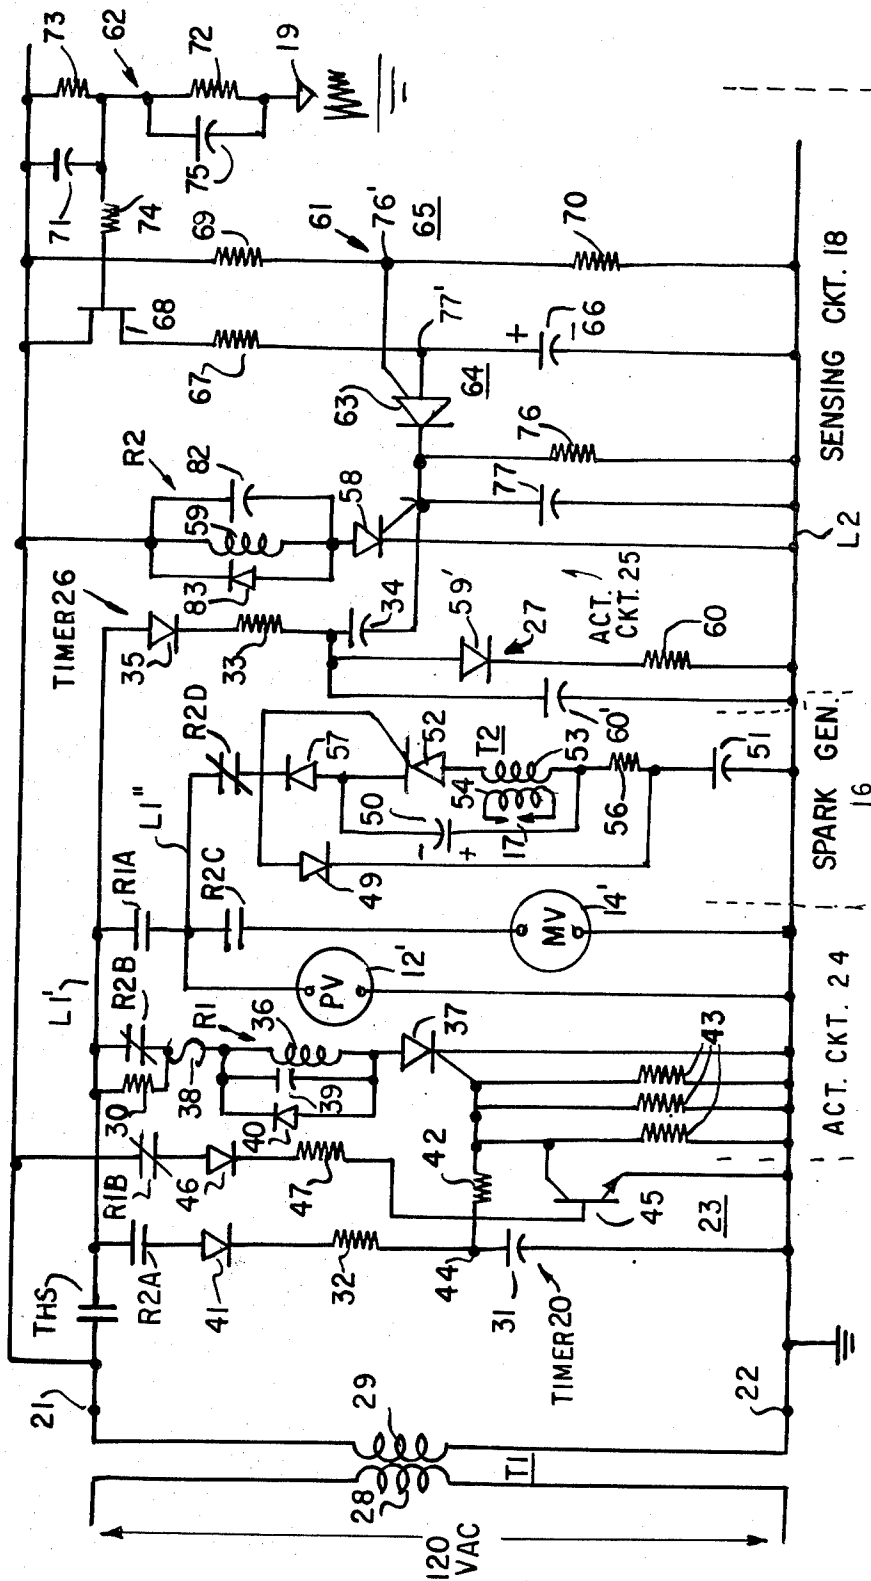 120
VAC
28
29
T1
21
22
THS
L1'
R2A
41
32
44
31
TIMER 20
R1B
46
47
45
23
42
43
30
R2B
38
R1
36
39
40
37
ACT. CKT. 24
R1A
L1"
R2C
PV
12'
MV
14'
R2D
49
57
50
-
+
52
T2
53
54
17
56
60'
51
SPARK GEN.
16
TIMER 26
35
33
34
59'
27
60
ACT.
CKT. 25
R2
59
82
83
58
L2
77
76
63
64
77'
+
-
66
67
68
61
76'
65
69
70
71
74
73
62
72
75
19
SENSING CKT. 18